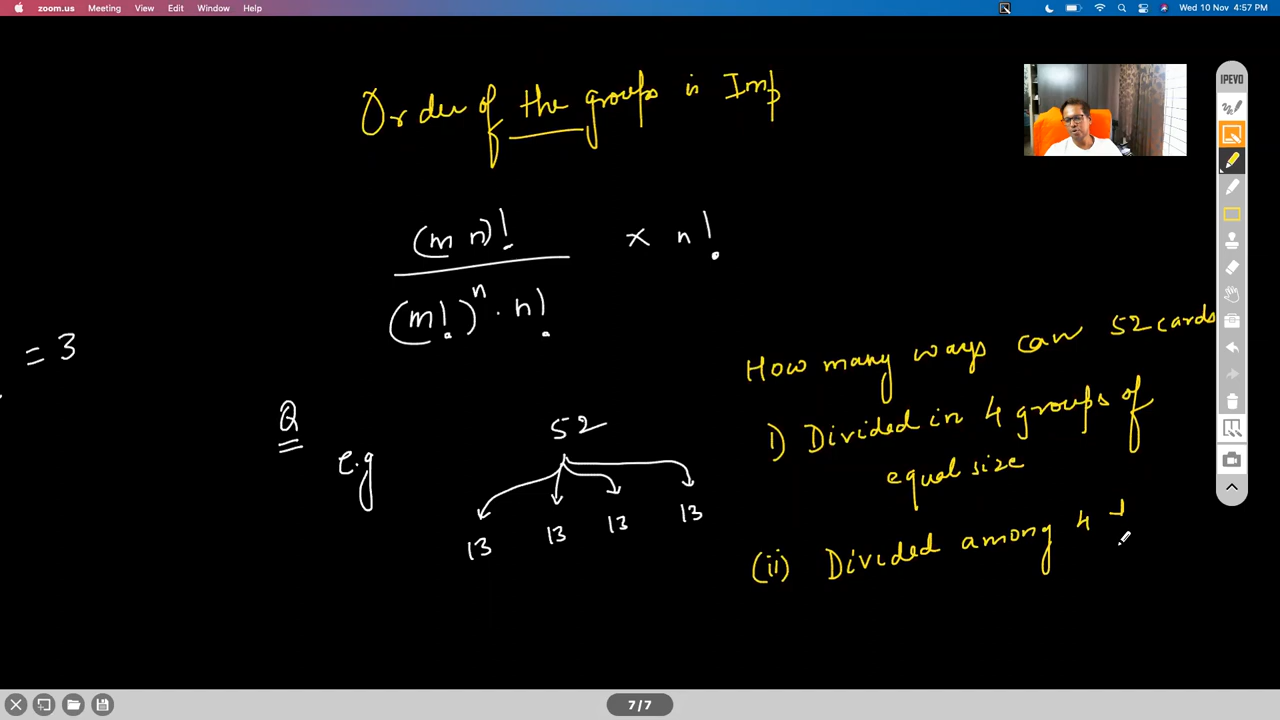 zoom.us Meeting View Edit Window Help
Wed 10 Nov 4:57 PM
IPEVO
Order of the groups is Imp
(m n)! × n!
(m!)^n · n!
= 3
How many ways can 52 cards
i) Divided in 4 groups of
equal size
(ii) Divided among 4
Q
e.g
52
13 13 13 13
7/7